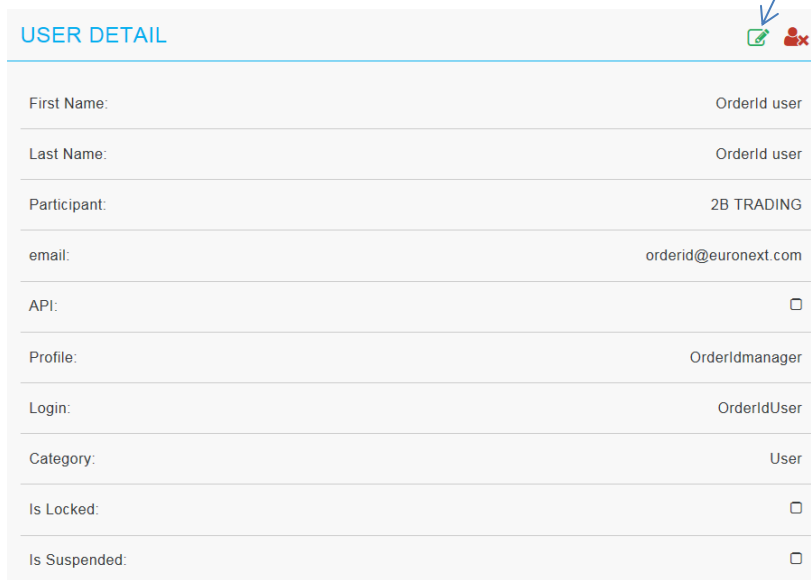 USER DETAIL
First Name: OrderId user
Last Name: OrderId user
Participant: 2B TRADING
email: orderid@euronext.com
API:
Profile: OrderIdmanager
Login: OrderIdUser
Category: User
Is Locked:
Is Suspended: